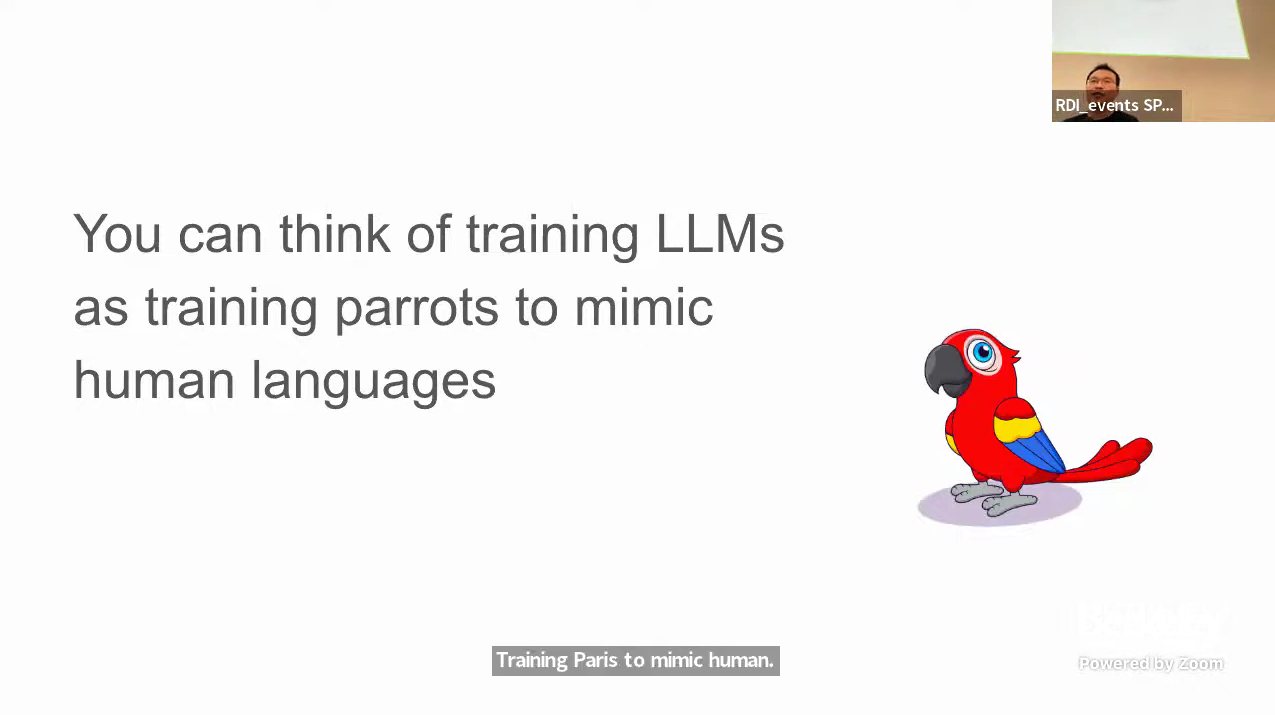 RDI_events SP...
You can think of training LLMs
as training parrots to mimic
human languages
Training Paris to mimic human.
Powered by Zoom